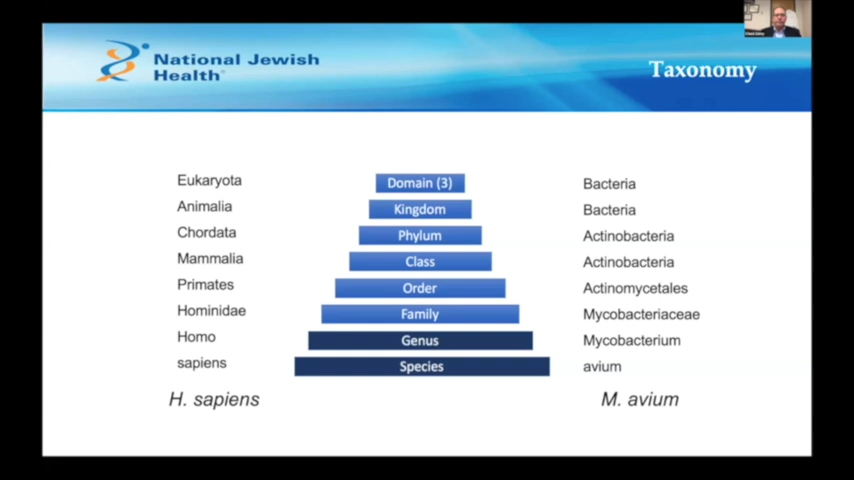 National Jewish
Health®
Taxonomy
Eukaryota Domain (3) Bacteria
Animalia Kingdom Bacteria
Chordata Phylum Actinobacteria
Mammalia Class Actinobacteria
Primates Order Actinomycetales
Hominidae Family Mycobacteriaceae
Homo Genus Mycobacterium
sapiens Species avium
H. sapiens M. avium